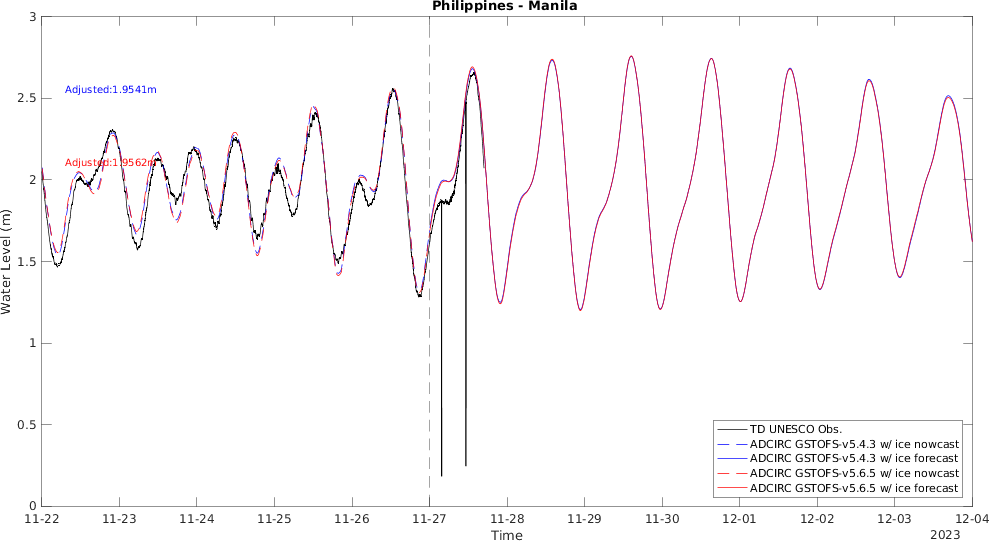 Philippines - Manila
3
2.5
2
1.5
1
0.5
0
Water Level (m)
Adjusted:1.9541m
Adjusted:1.9562m
TD UNESCO Obs.
ADCIRC GSTOFS-v5.4.3 w/ ice nowcast
ADCIRC GSTOFS-v5.4.3 w/ ice forecast
ADCIRC GSTOFS-v5.6.5 w/ ice nowcast
ADCIRC GSTOFS-v5.6.5 w/ ice forecast
11-22 11-23 11-24 11-25 11-26 11-27 11-28 11-29 11-30 12-01 12-02 12-03 12-04
Time
2023